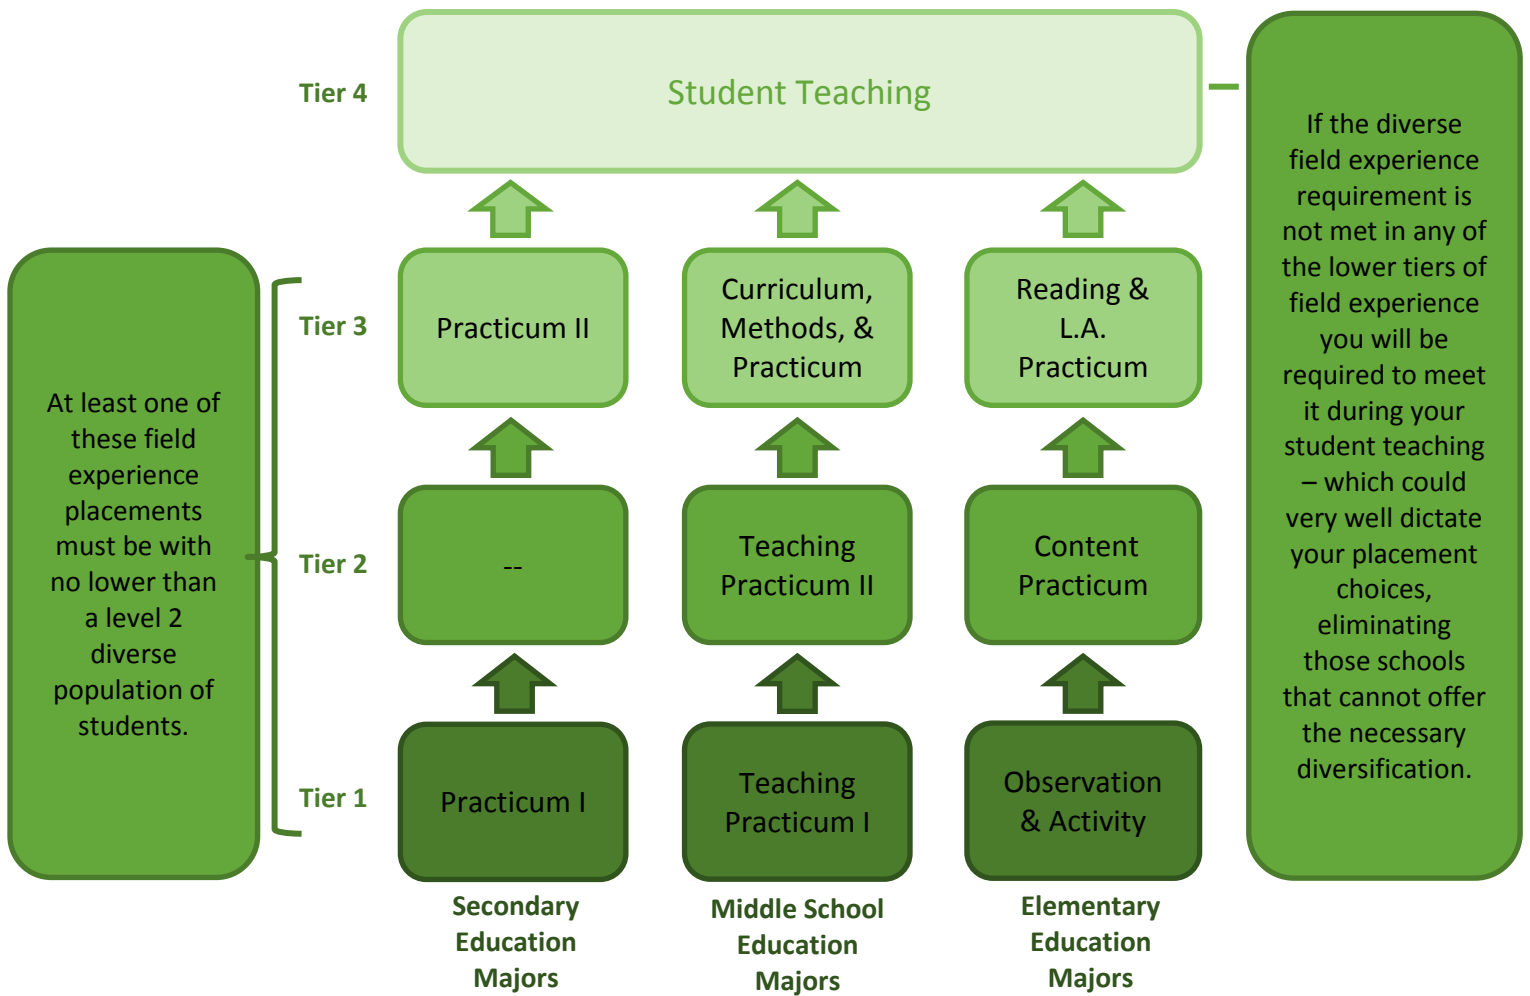 Tier 4
Student Teaching
If the diverse
field experience
requirement is
not met in any of
the lower tiers of
field experience
you will be
required to meet
it during your
student teaching
– which could
very well dictate
your placement
choices,
eliminating
those schools
that cannot offer
the necessary
diversification.
At least one of
these field
experience
placements
must be with
no lower than
a level 2
diverse
population of
students.
Tier 3
Practicum II
Curriculum,
Methods, &
Practicum
Reading &
L.A.
Practicum
Tier 2
--
Teaching
Practicum II
Content
Practicum
Tier 1
Practicum I
Teaching
Practicum I
Observation
& Activity
Secondary
Education
Majors
Middle School
Education
Majors
Elementary
Education
Majors